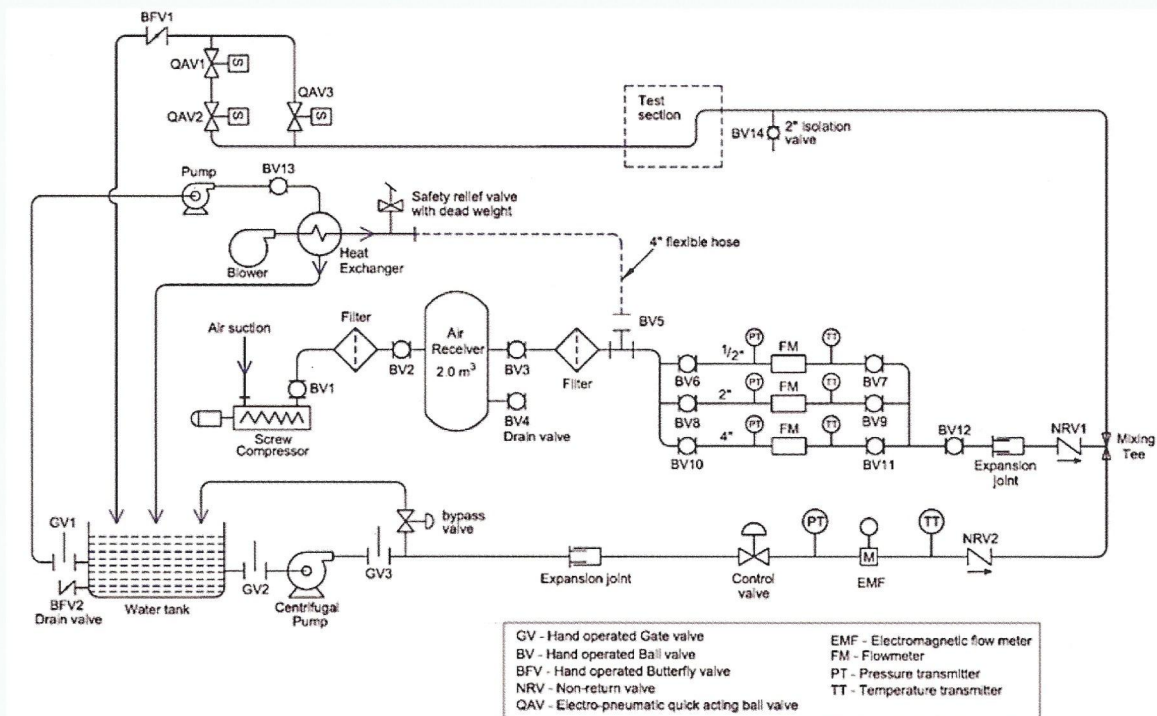 BFV1
QAV1
S
QAV3
QAV2
S
S
Test
section
BV14
2" isolation
valve
Pump
BV13
Safety relief valve
with dead weight
Blower
Heat
Exchanger
4" flexible hose
Air suction
Filter
BV1
BV2
Air
Receiver
2.0 m³
BV3
BV4
Drain valve
Filter
BV5
PT
TT
1/2"
FM
BV6
BV7
PT
TT
2"
FM
BV8
BV9
PT
TT
4"
FM
BV10
BV11
BV12
Expansion
joint
NRV1
Mixing
Tee
Screw
Compressor
GV1
BFV2
Drain valve
Water tank
GV2
Centrifugal
Pump
GV3
bypass
valve
Expansion joint
Control
valve
PT
M
EMF
TT
NRV2
GV - Hand operated Gate valve
BV - Hand operated Ball valve
BFV - Hand operated Butterfly valve
NRV - Non-return valve
QAV - Electro-pneumatic quick acting ball valve
EMF - Electromagnetic flow meter
FM - Flowmeter
PT - Pressure transmitter
TT - Temperature transmitter